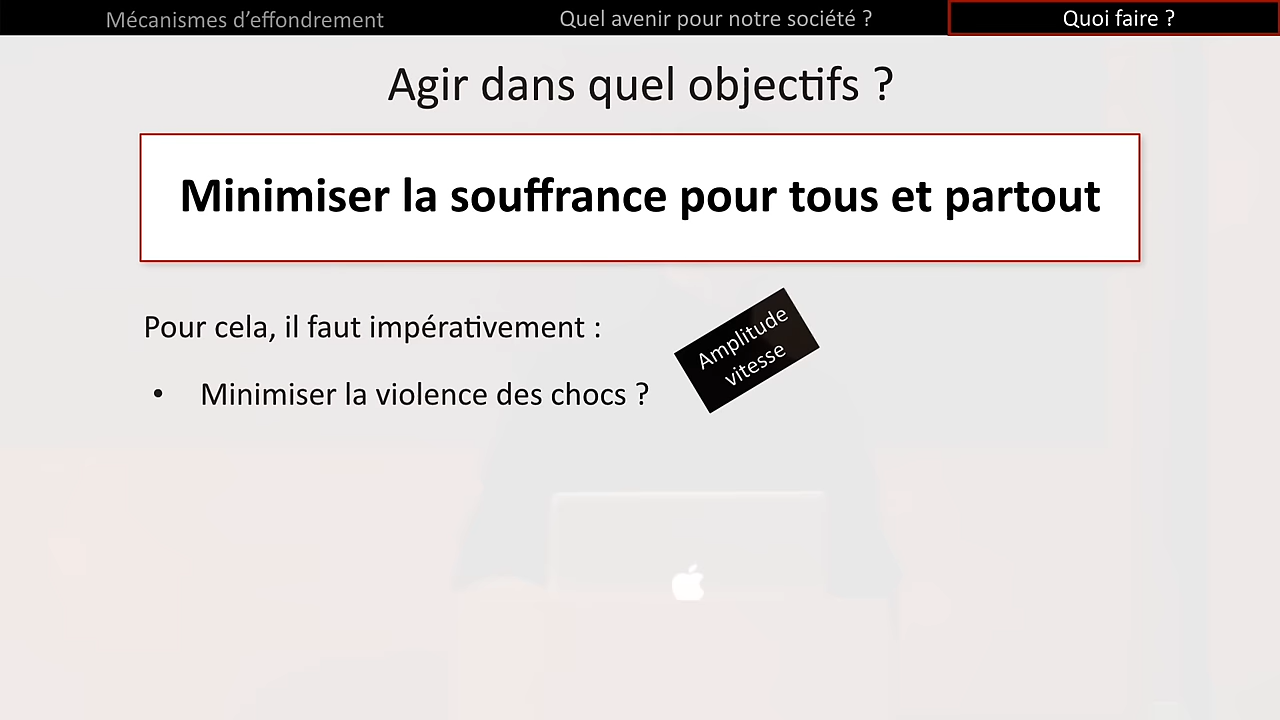 Mécanismes d'effondrement
Quel avenir pour notre société ?
Quoi faire ?
Agir dans quel objectifs ?
Minimiser la souffrance pour tous et partout
Pour cela, il faut impérativement :
• Minimiser la violence des chocs ?
Amplitude
vitesse